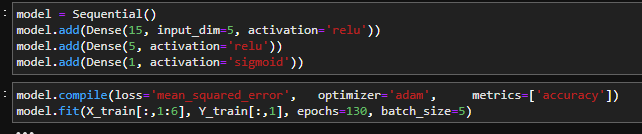 model = Sequential()
model.add(Dense(15, input_dim=5, activation='relu'))
model.add(Dense(5, activation='relu'))
model.add(Dense(1, activation='sigmoid'))
model.compile(loss='mean_squared_error',   optimizer='adam',     metrics=['accuracy'])
model.fit(X_train[:,1:6], Y_train[:,1], epochs=130, batch_size=5)